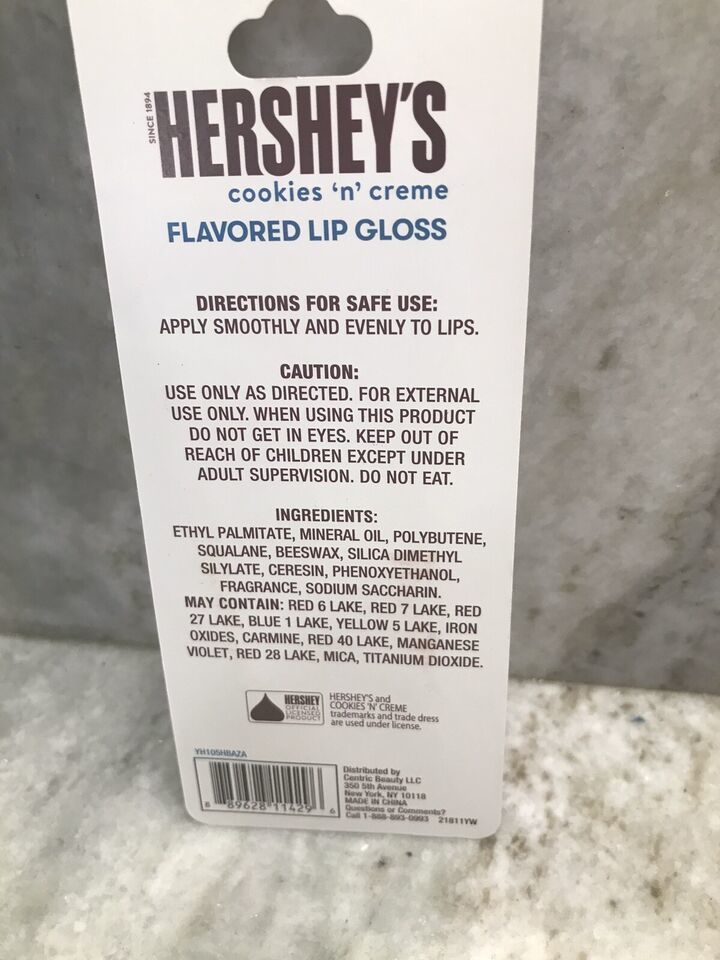 SINCE 1894
HERSHEY'S
cookies 'n' creme
FLAVORED LIP GLOSS
DIRECTIONS FOR SAFE USE:
APPLY SMOOTHLY AND EVENLY TO LIPS.
CAUTION:
USE ONLY AS DIRECTED. FOR EXTERNAL
USE ONLY. WHEN USING THIS PRODUCT
DO NOT GET IN EYES. KEEP OUT OF
REACH OF CHILDREN EXCEPT UNDER
ADULT SUPERVISION. DO NOT EAT.
INGREDIENTS:
ETHYL PALMITATE, MINERAL OIL, POLYBUTENE,
SQUALANE, BEESWAX, SILICA DIMETHYL
SILYLATE, CERESIN, PHENOXYETHANOL,
FRAGRANCE, SODIUM SACCHARIN.
MAY CONTAIN: RED 6 LAKE, RED 7 LAKE, RED
27 LAKE, BLUE 1 LAKE, YELLOW 5 LAKE, IRON
OXIDES, CARMINE, RED 40 LAKE, MANGANESE
VIOLET, RED 28 LAKE, MICA, TITANIUM DIOXIDE.
HERSHEY
OFFICIAL
LICENSED
PRODUCT
HERSHEY'S and
COOKIES 'N' CREME
trademarks and trade dress
are used under license.
YH105HBAZA
8 89628 11429 6
Distributed by
Centric Beauty LLC
350 5th Avenue
New York, NY 10118
MADE IN CHINA
Questions or Comments?
Call 1-888-893-0993 21811YW